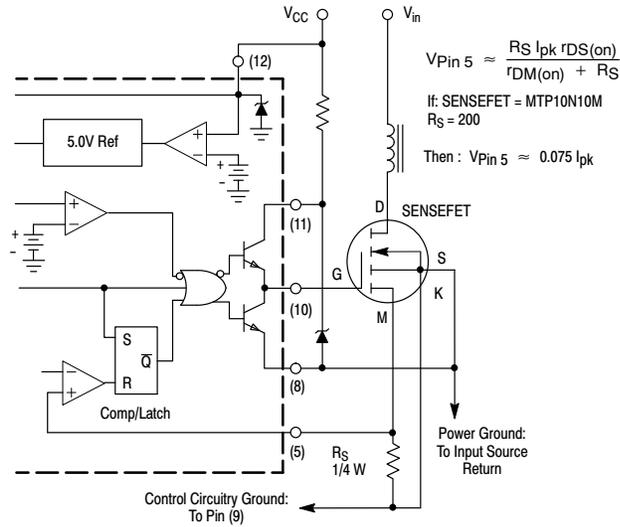 VCC
Vin
(12)
VPin 5 ≈ RS Ipk rDS(on) / rDM(on) + RS
If: SENSEFET = MTP10N10M
RS = 200
Then : VPin 5 ≈ 0.075 Ipk
5.0V Ref
+
−
+
-
(11)
D
SENSEFET
+
−
+
-
G
S
K
(10)
M
S
Q̅
R
(8)
−
+
Comp/Latch
(5)
RS
1/4 W
Power Ground:
To Input Source
Return
Control Circuitry Ground:
To Pin (9)